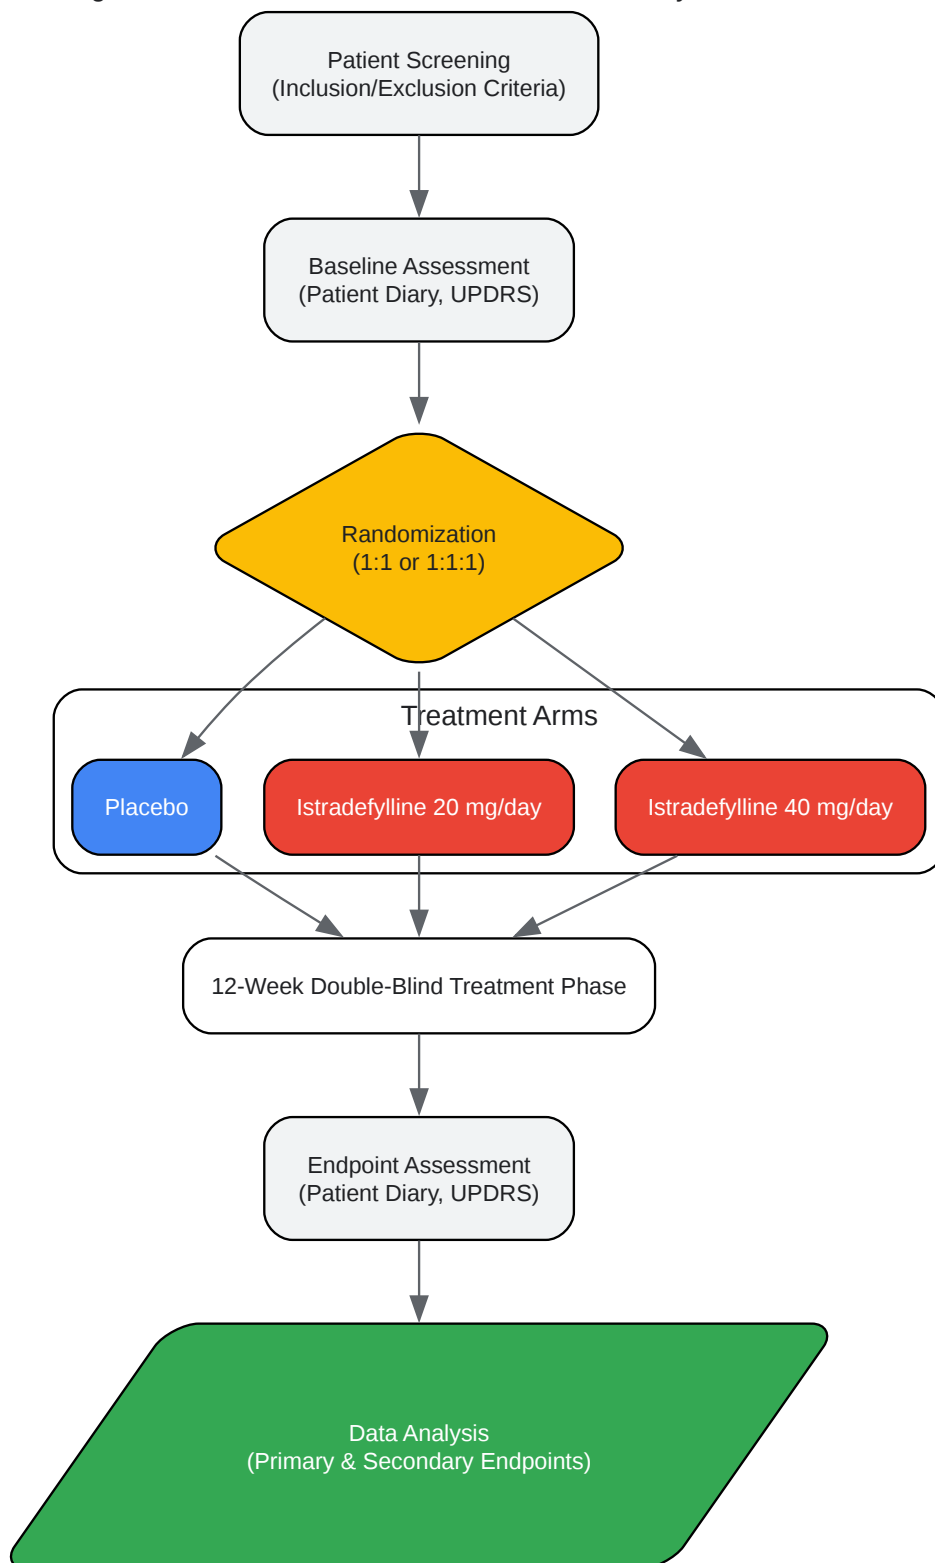 Patient Screening
(Inclusion/Exclusion Criteria)
Baseline Assessment
(Patient Diary, UPDRS)
Randomization
(1:1 or 1:1:1)
Treatment Arms
Placebo
Istradefylline 20 mg/day
Istradefylline 40 mg/day
12-Week Double-Blind Treatment Phase
Endpoint Assessment
(Patient Diary, UPDRS)
Data Analysis
(Primary & Secondary Endpoints)